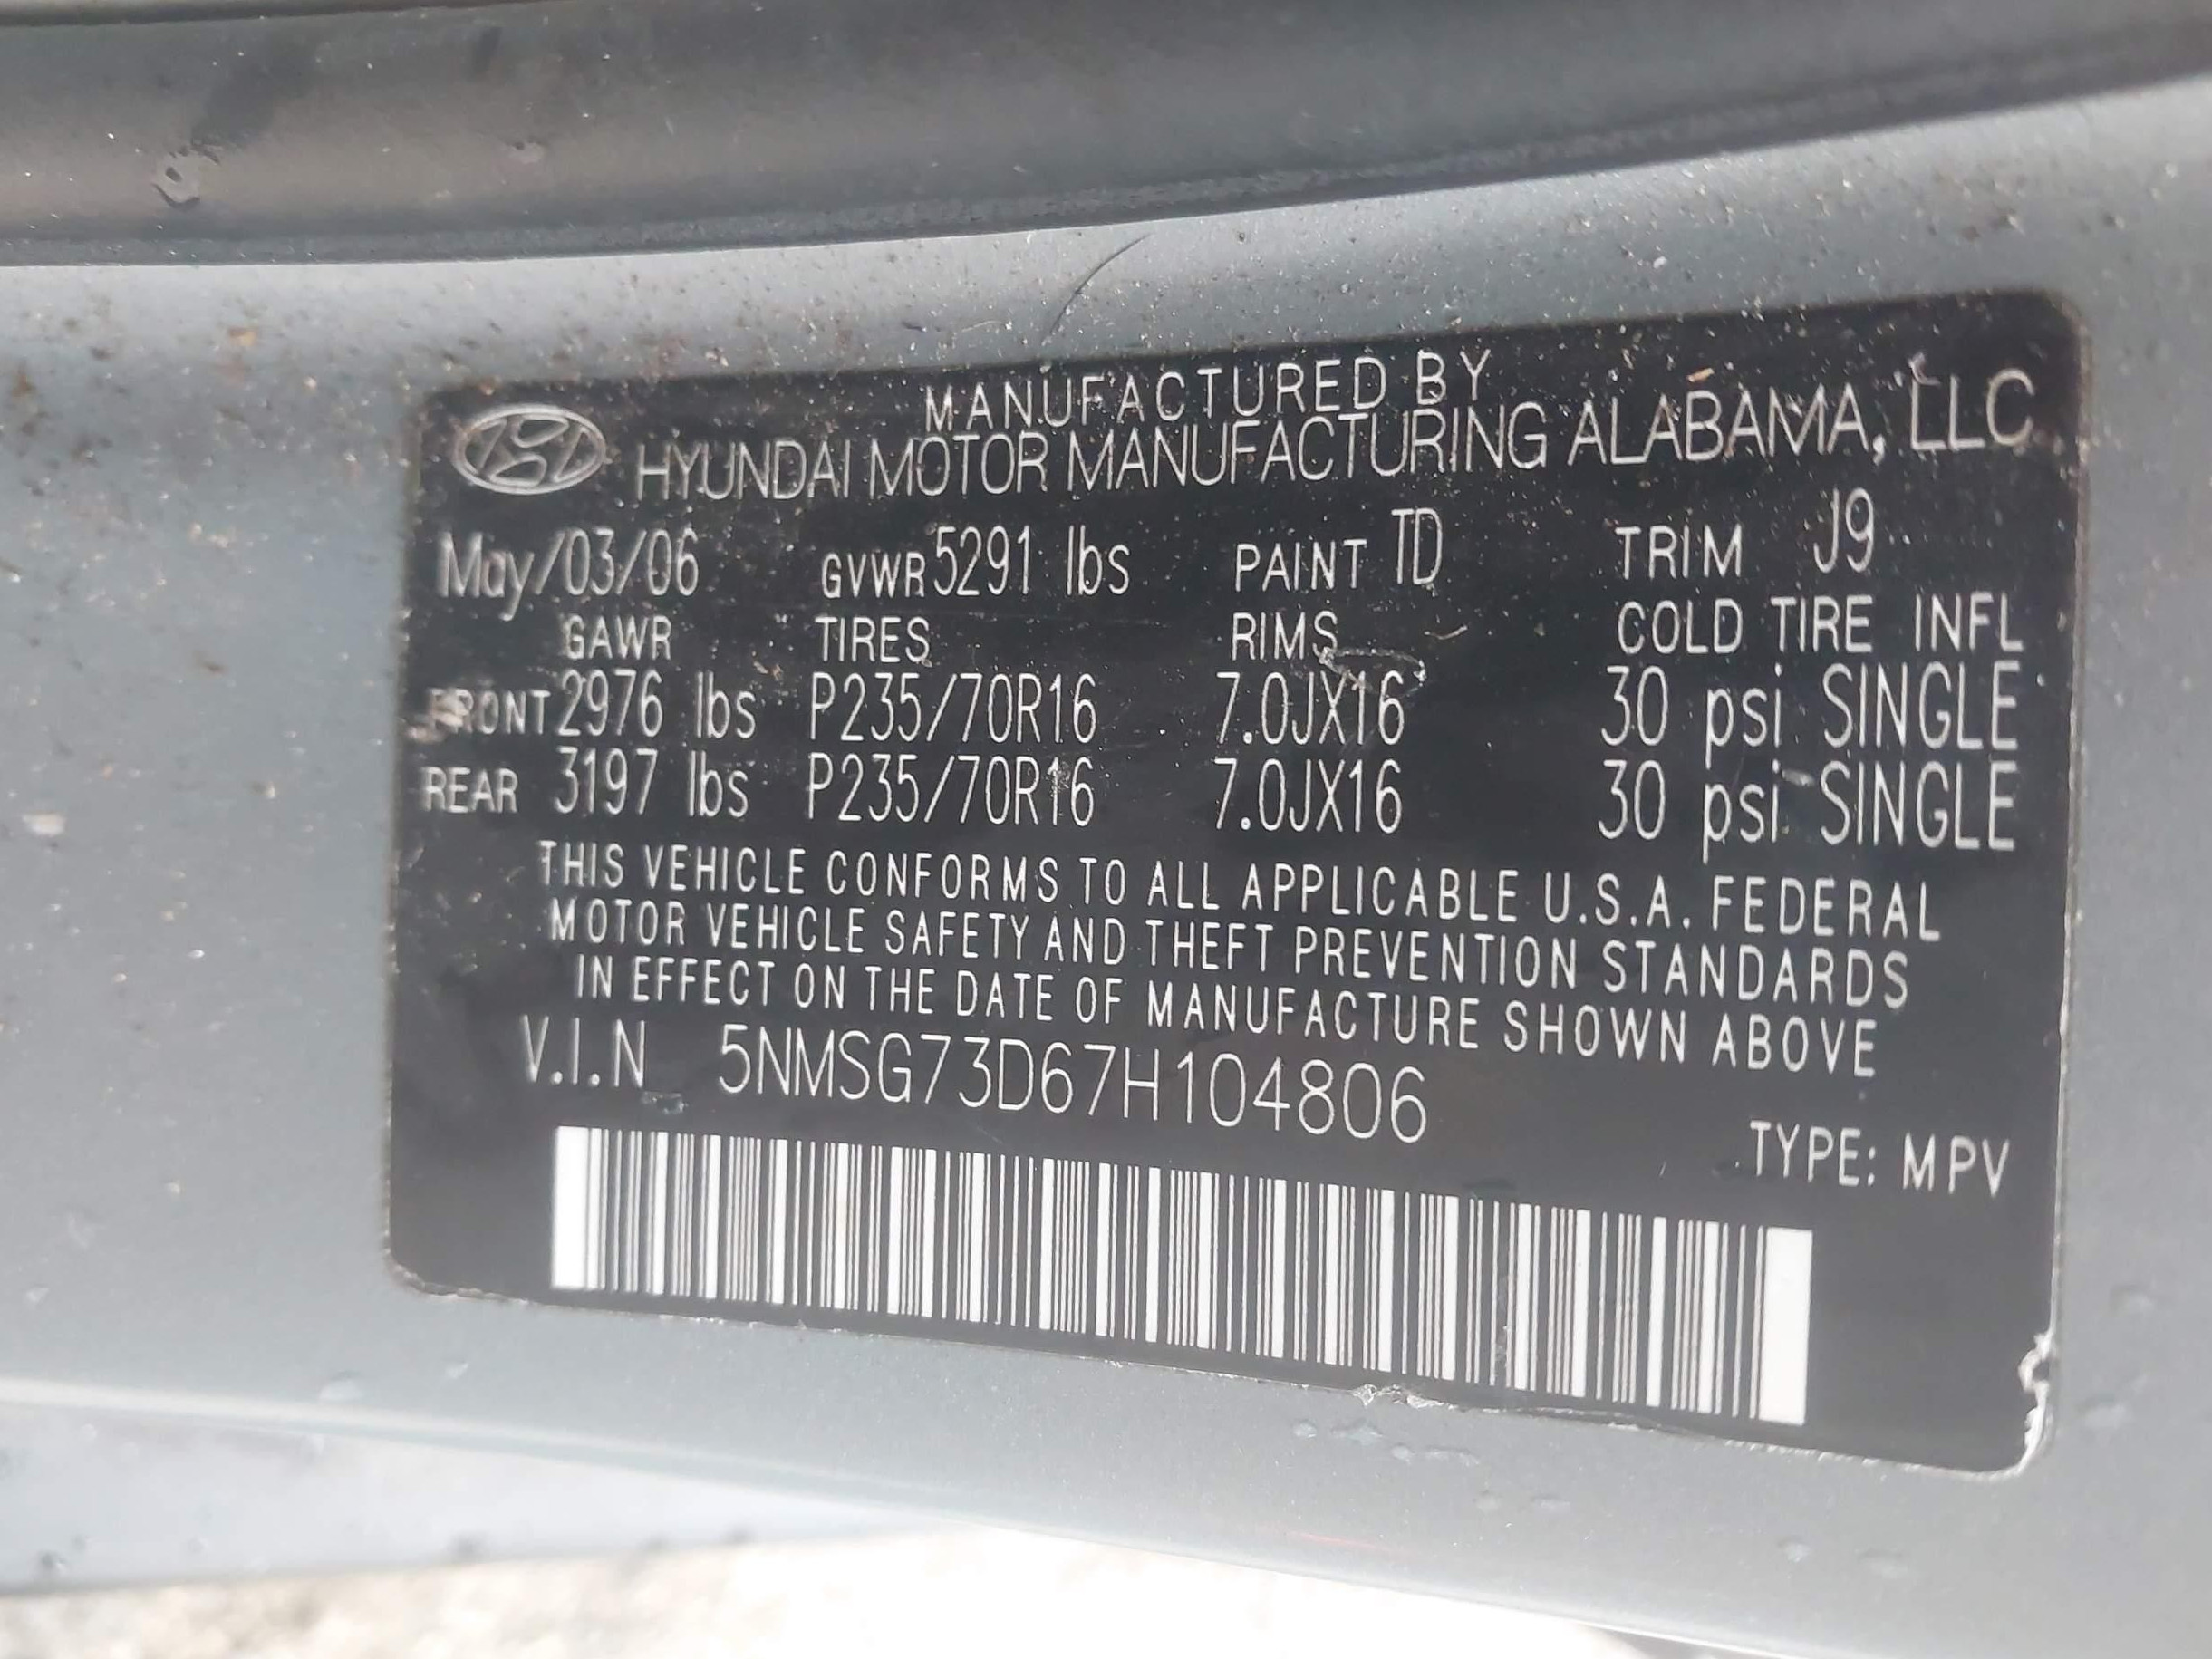 MANUFACTURED BY
HYUNDAI MOTOR MANUFACTURING ALABAMA, LLC
May/03/06 GVWR 5291 lbs PAINT TD TRIM J9
GAWR TIRES RIMS COLD TIRE INFL
FRONT 2976 lbs P235/70R16 7.0JX16 30 psi SINGLE
REAR 3197 lbs P235/70R16 7.0JX16 30 psi SINGLE
THIS VEHICLE CONFORMS TO ALL APPLICABLE U.S.A. FEDERAL
MOTOR VEHICLE SAFETY AND THEFT PREVENTION STANDARDS
IN EFFECT ON THE DATE OF MANUFACTURE SHOWN ABOVE
V.I.N 5NMSG73D67H104806
TYPE: MPV